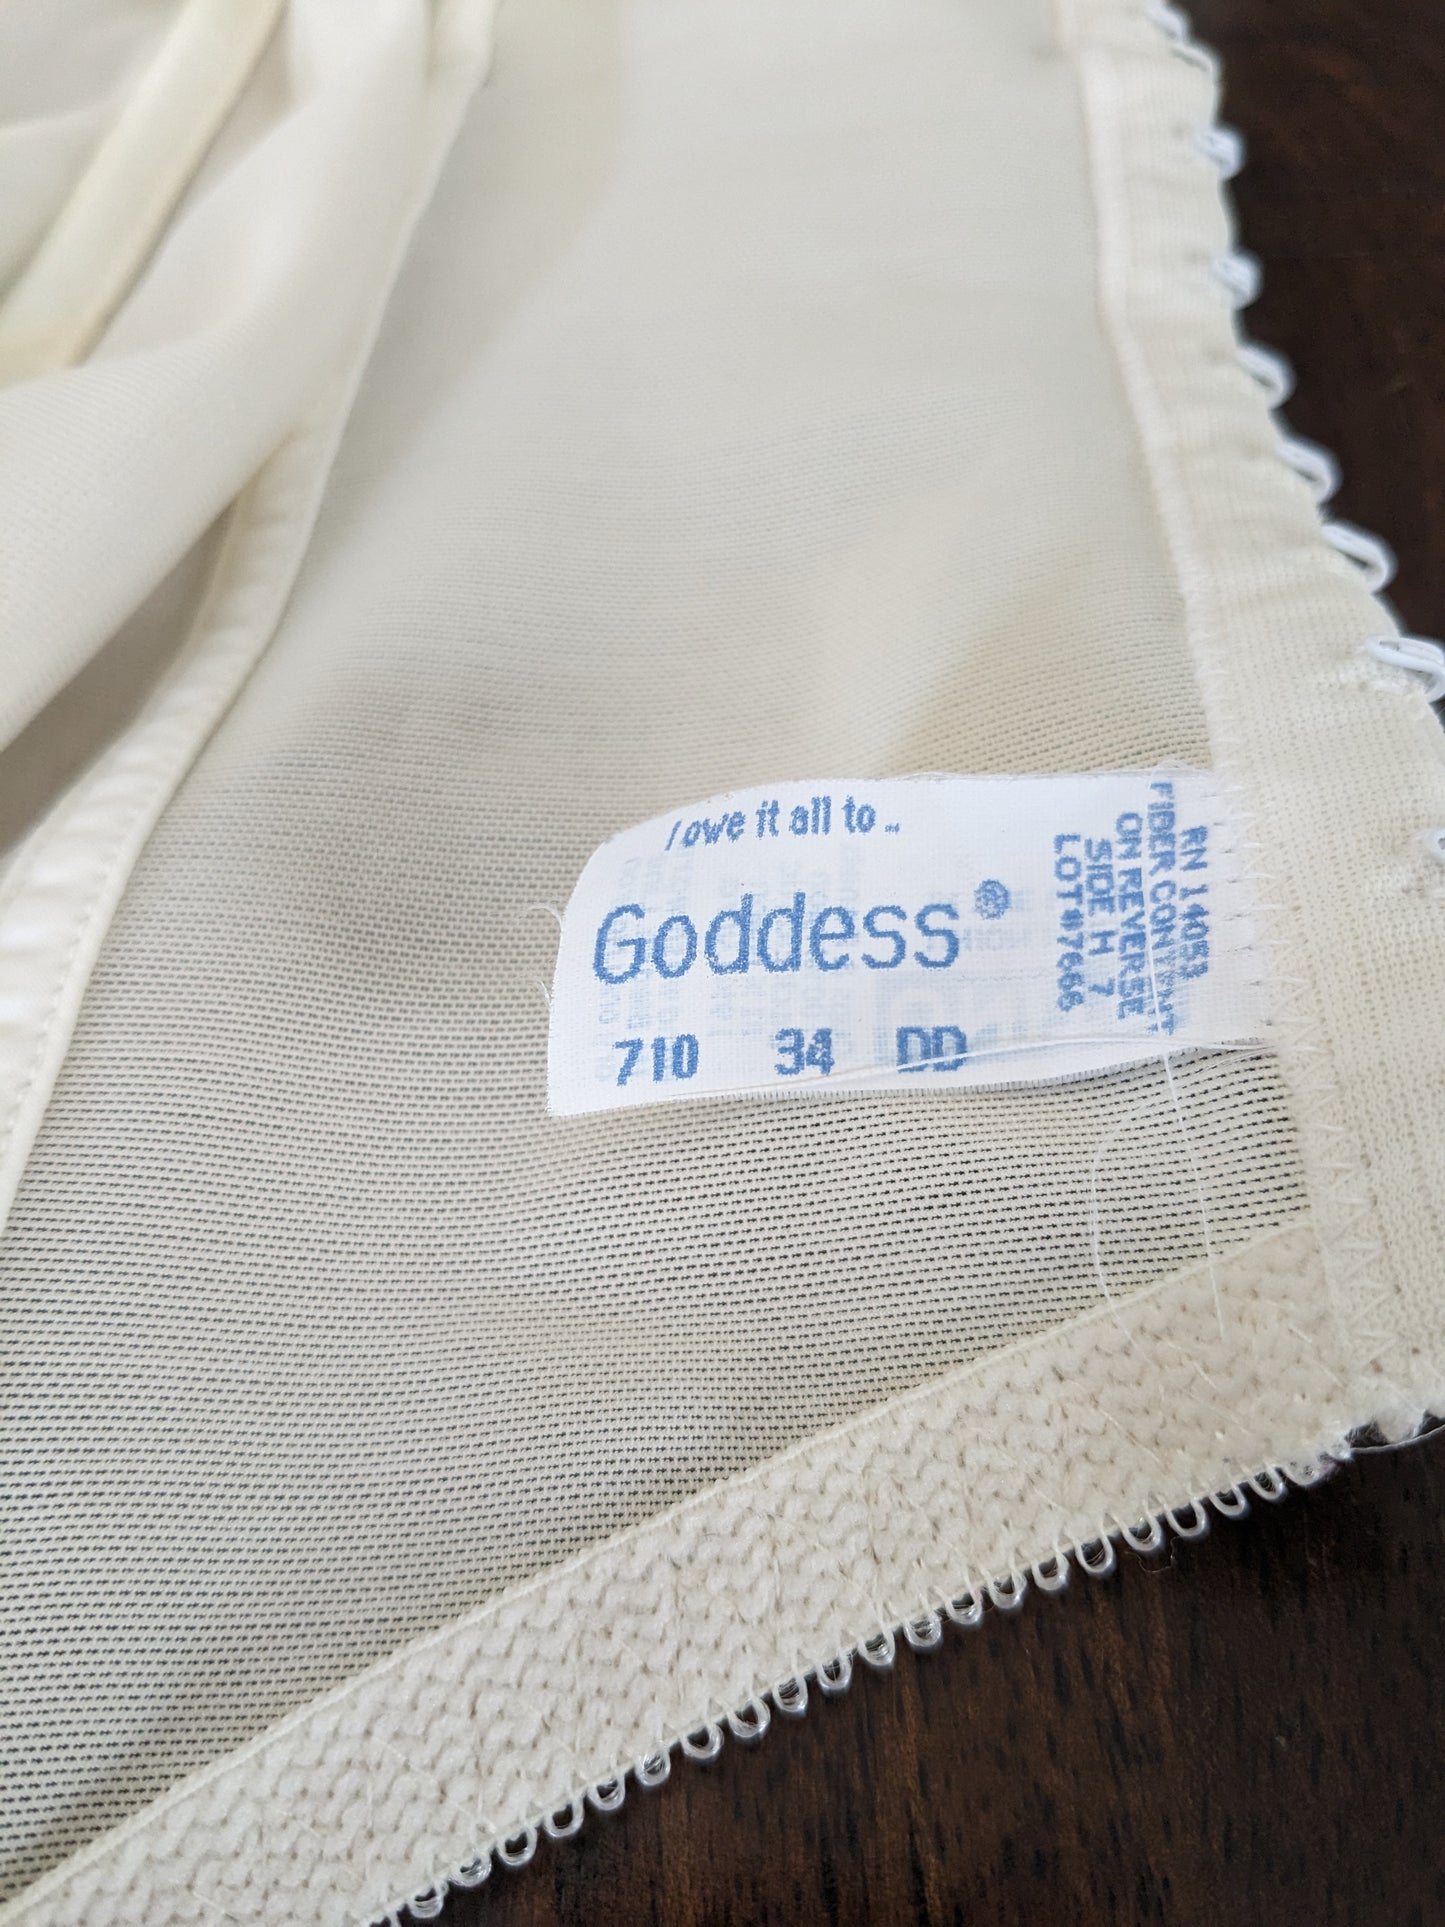 I owe it all to ..
Goddess®
710 34 DD
RN 14053
FIBER CONTENT
ON REVERSE
SIDE H 7
LOT#7666